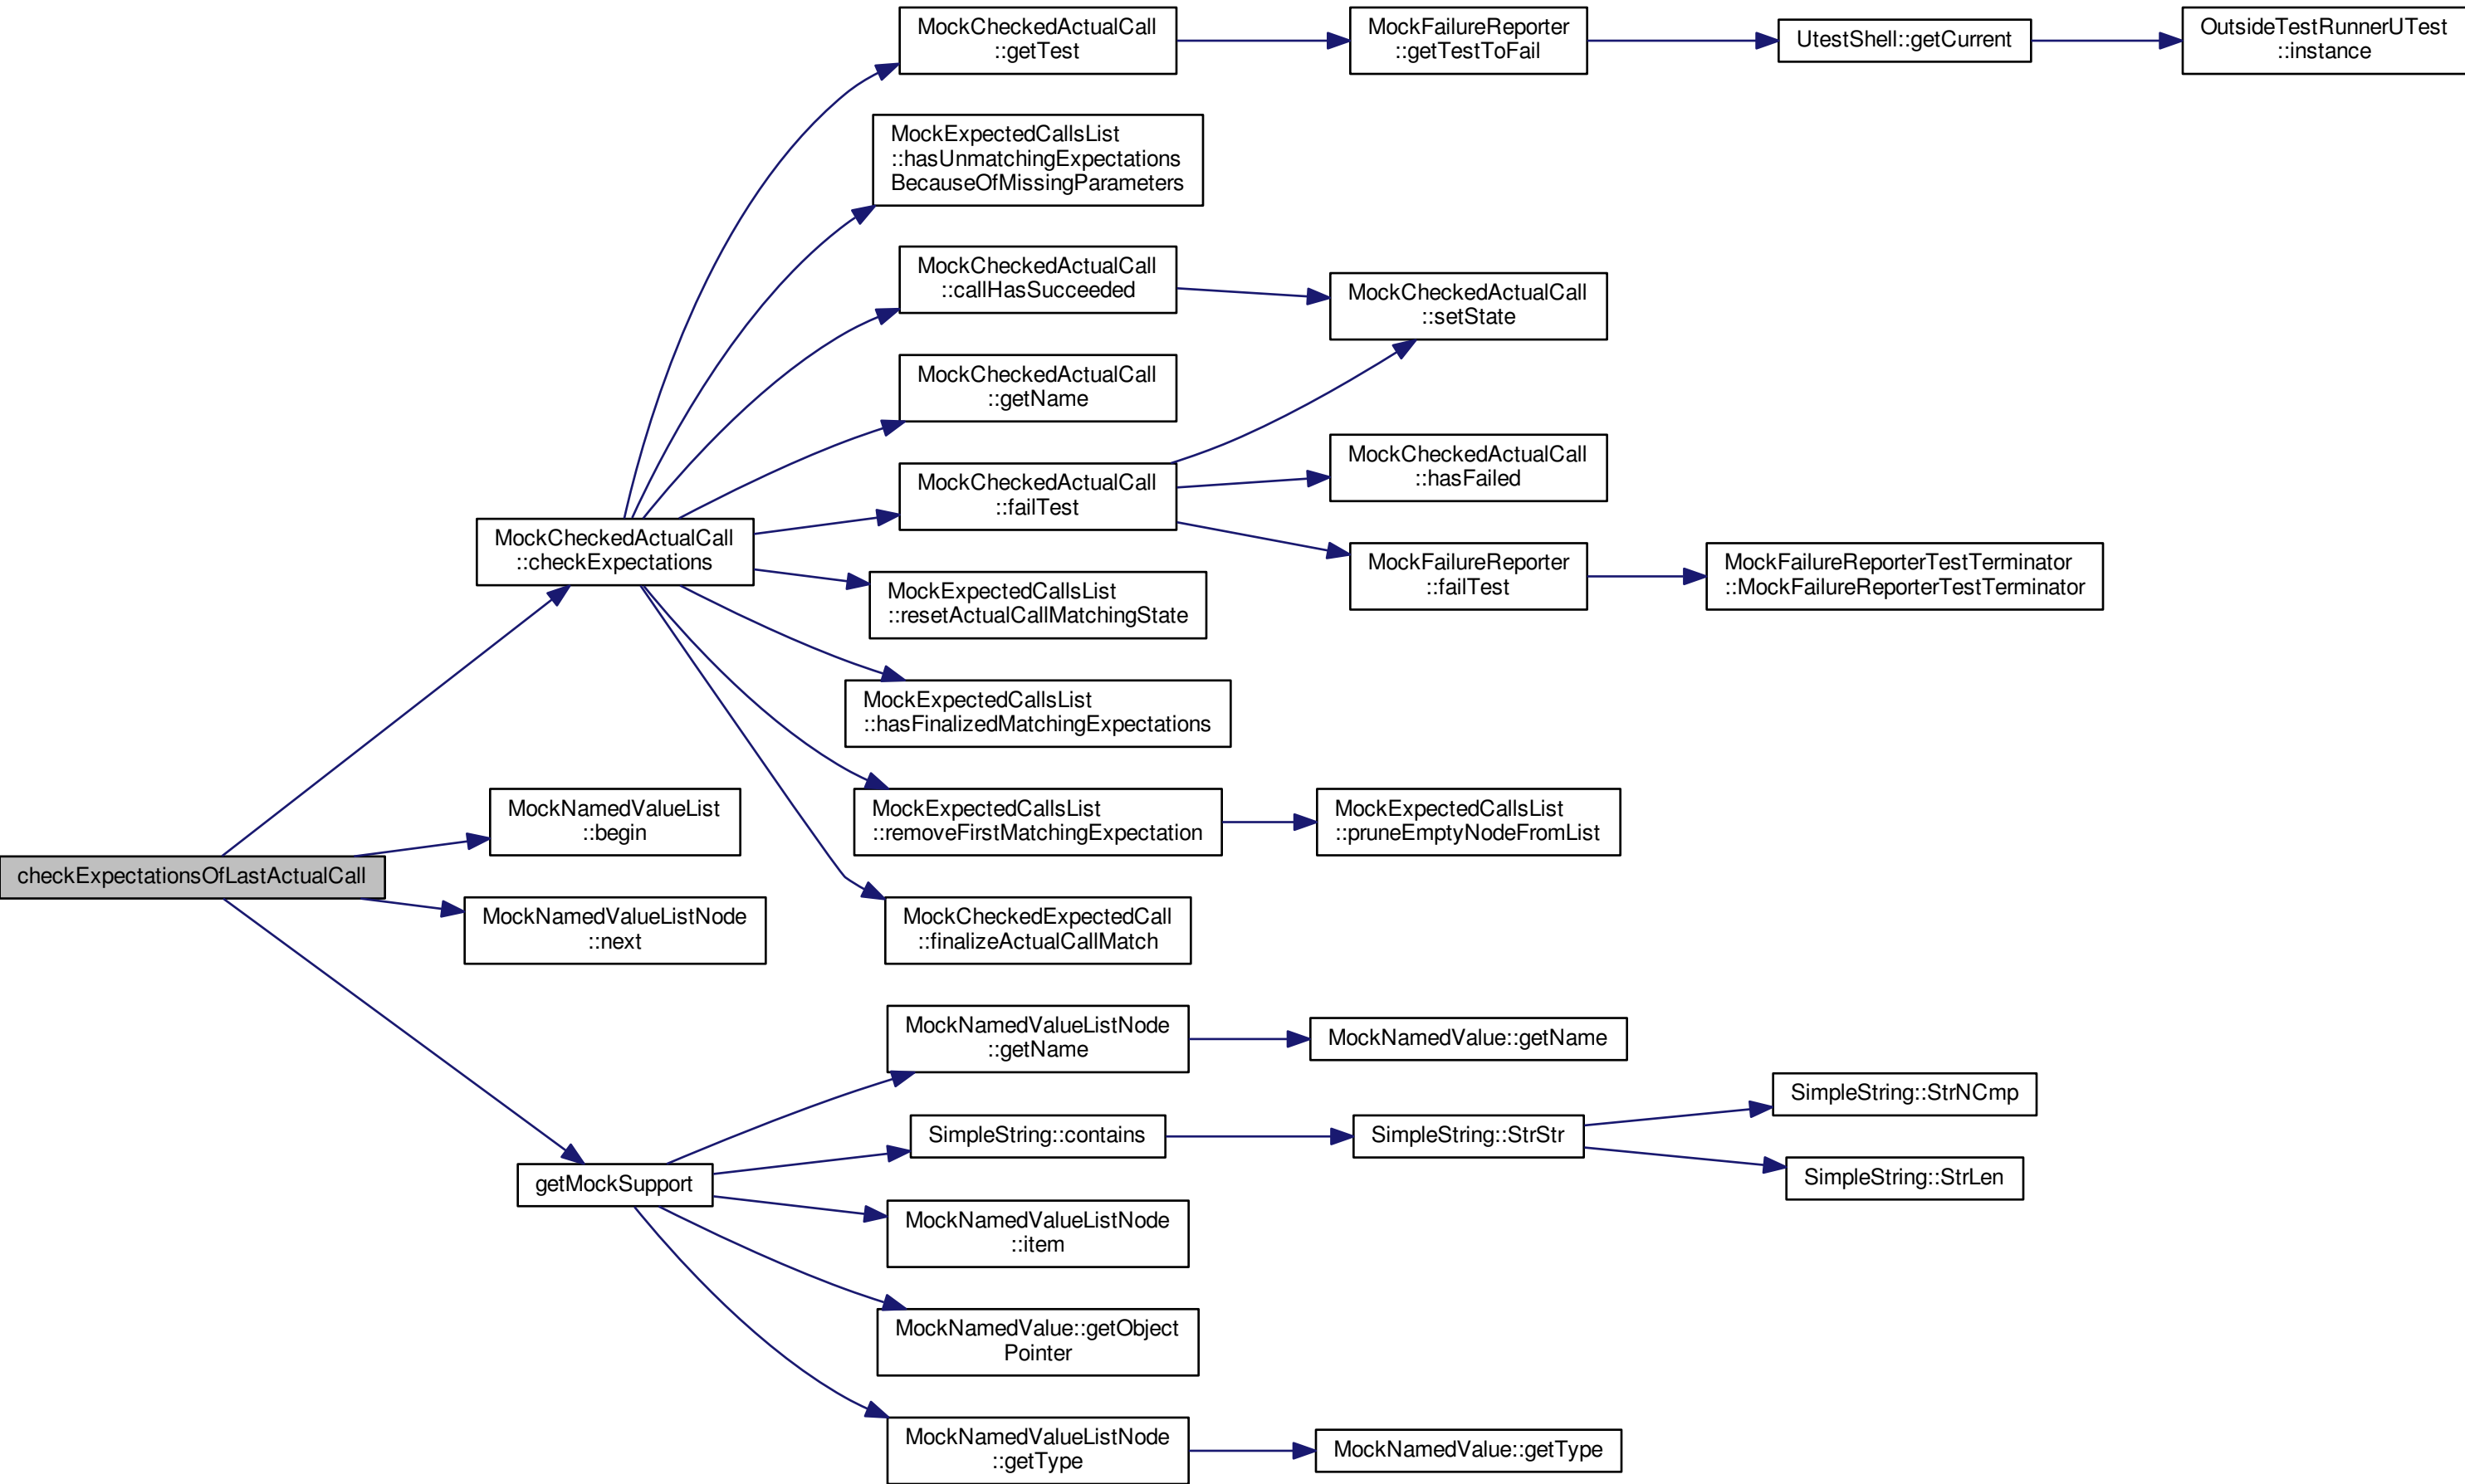 MockCheckedActualCall
::getTest
MockFailureReporter
::getTestToFail
UtestShell::getCurrent
OutsideTestRunnerUTest
::instance
MockExpectedCallsList
::hasUnmatchingExpectations
BecauseOfMissingParameters
MockCheckedActualCall
::callHasSucceeded
MockCheckedActualCall
::setState
MockCheckedActualCall
::getName
MockCheckedActualCall
::failTest
MockCheckedActualCall
::hasFailed
MockCheckedActualCall
::checkExpectations
MockFailureReporter
::failTest
MockFailureReporterTestTerminator
::MockFailureReporterTestTerminator
MockExpectedCallsList
::resetActualCallMatchingState
MockExpectedCallsList
::hasFinalizedMatchingExpectations
MockNamedValueList
::begin
MockExpectedCallsList
::removeFirstMatchingExpectation
MockExpectedCallsList
::pruneEmptyNodeFromList
checkExpectationsOfLastActualCall
MockNamedValueListNode
::next
MockCheckedExpectedCall
::finalizeActualCallMatch
MockNamedValueListNode
::getName
MockNamedValue::getName
SimpleString::contains
SimpleString::StrStr
SimpleString::StrNCmp
SimpleString::StrLen
getMockSupport
MockNamedValueListNode
::item
MockNamedValue::getObject
Pointer
MockNamedValueListNode
::getType
MockNamedValue::getType